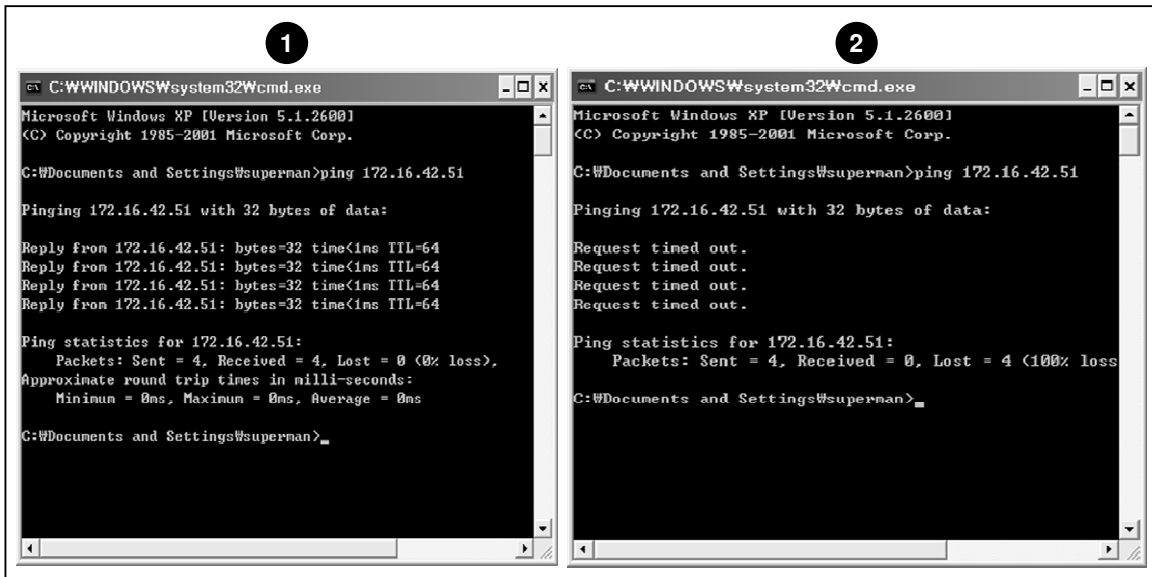 1
C:₩WINDOWS₩system32₩cmd.exe
Microsoft Windows XP [Version 5.1.2600]
(C) Copyright 1985-2001 Microsoft Corp.
C:₩Documents and Settings₩superman>ping 172.16.42.51
Pinging 172.16.42.51 with 32 bytes of data:
Reply from 172.16.42.51: bytes=32 time<1ms TTL=64
Reply from 172.16.42.51: bytes=32 time<1ms TTL=64
Reply from 172.16.42.51: bytes=32 time<1ms TTL=64
Reply from 172.16.42.51: bytes=32 time<1ms TTL=64
Ping statistics for 172.16.42.51:
Packets: Sent = 4, Received = 4, Lost = 0 (0% loss),
Approximate round trip times in milli-seconds:
Minimum = 0ms, Maximum = 0ms, Average = 0ms
C:₩Documents and Settings₩superman>_
2
C:₩WINDOWS₩system32₩cmd.exe
Microsoft Windows XP [Version 5.1.2600]
(C) Copyright 1985-2001 Microsoft Corp.
C:₩Documents and Settings₩superman>ping 172.16.42.51
Pinging 172.16.42.51 with 32 bytes of data:
Request timed out.
Request timed out.
Request timed out.
Request timed out.
Ping statistics for 172.16.42.51:
Packets: Sent = 4, Received = 0, Lost = 4 (100% loss
C:₩Documents and Settings₩superman>_